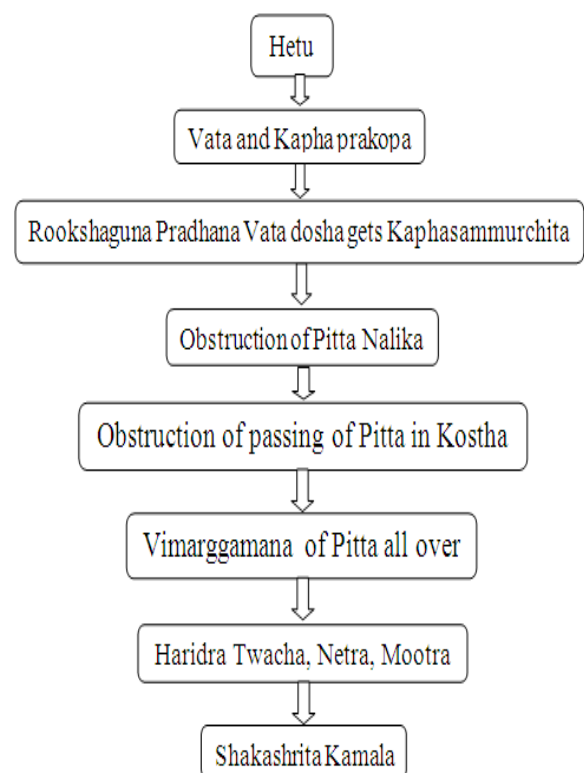 Hetu
Vata and Kapha prakopa
Rookshaguna Pradhana Vata dosha gets Kaphasammurchita
Obstruction of Pitta Nalika
Obstruction of passing of Pitta in Kostha
Vimarggamana of Pitta all over
Haridra Twacha, Netra, Mootra
Shakashrita Kamala